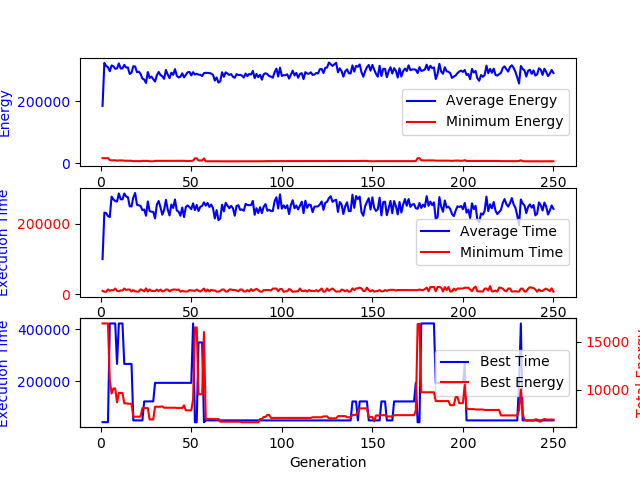 Energy
200000
0
Average Energy
Minimum Energy
0 50 100 150 200 250
Execution Time
200000
0
Average Time
Minimum Time
0 50 100 150 200 250
Execution Time
400000
200000
Best Time
Best Energy
15000
10000
Total Energy
0 50 100 150 200 250
Generation